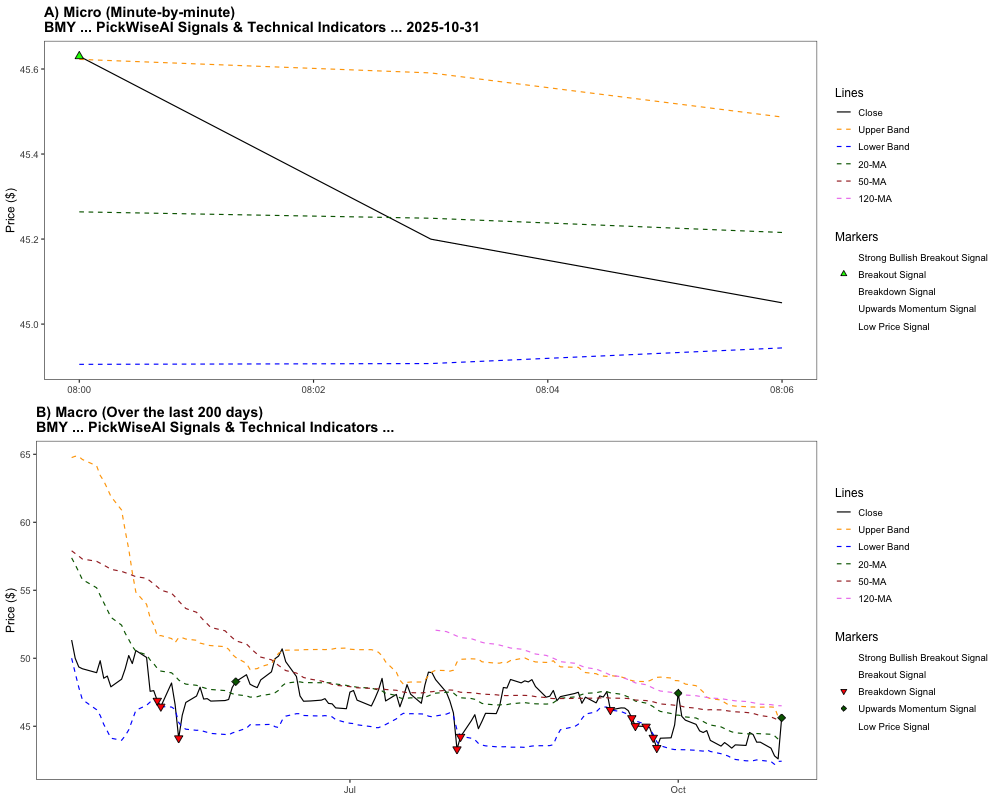 A) Micro (Minute-by-minute)
BMY ... PickWiseAI Signals & Technical Indicators ... 2025-10-31
Price ($)
45.6
45.4
45.2
45.0
08:00
08:02
08:04
08:06
Lines
Close
Upper Band
Lower Band
20-MA
50-MA
120-MA
Markers
Strong Bullish Breakout Signal
Breakout Signal
Breakdown Signal
Upwards Momentum Signal
Low Price Signal
B) Macro (Over the last 200 days)
BMY ... PickWiseAI Signals & Technical Indicators ...
Price ($)
65
60
55
50
45
Jul
Oct
Lines
Close
Upper Band
Lower Band
20-MA
50-MA
120-MA
Markers
Strong Bullish Breakout Signal
Breakout Signal
Breakdown Signal
Upwards Momentum Signal
Low Price Signal